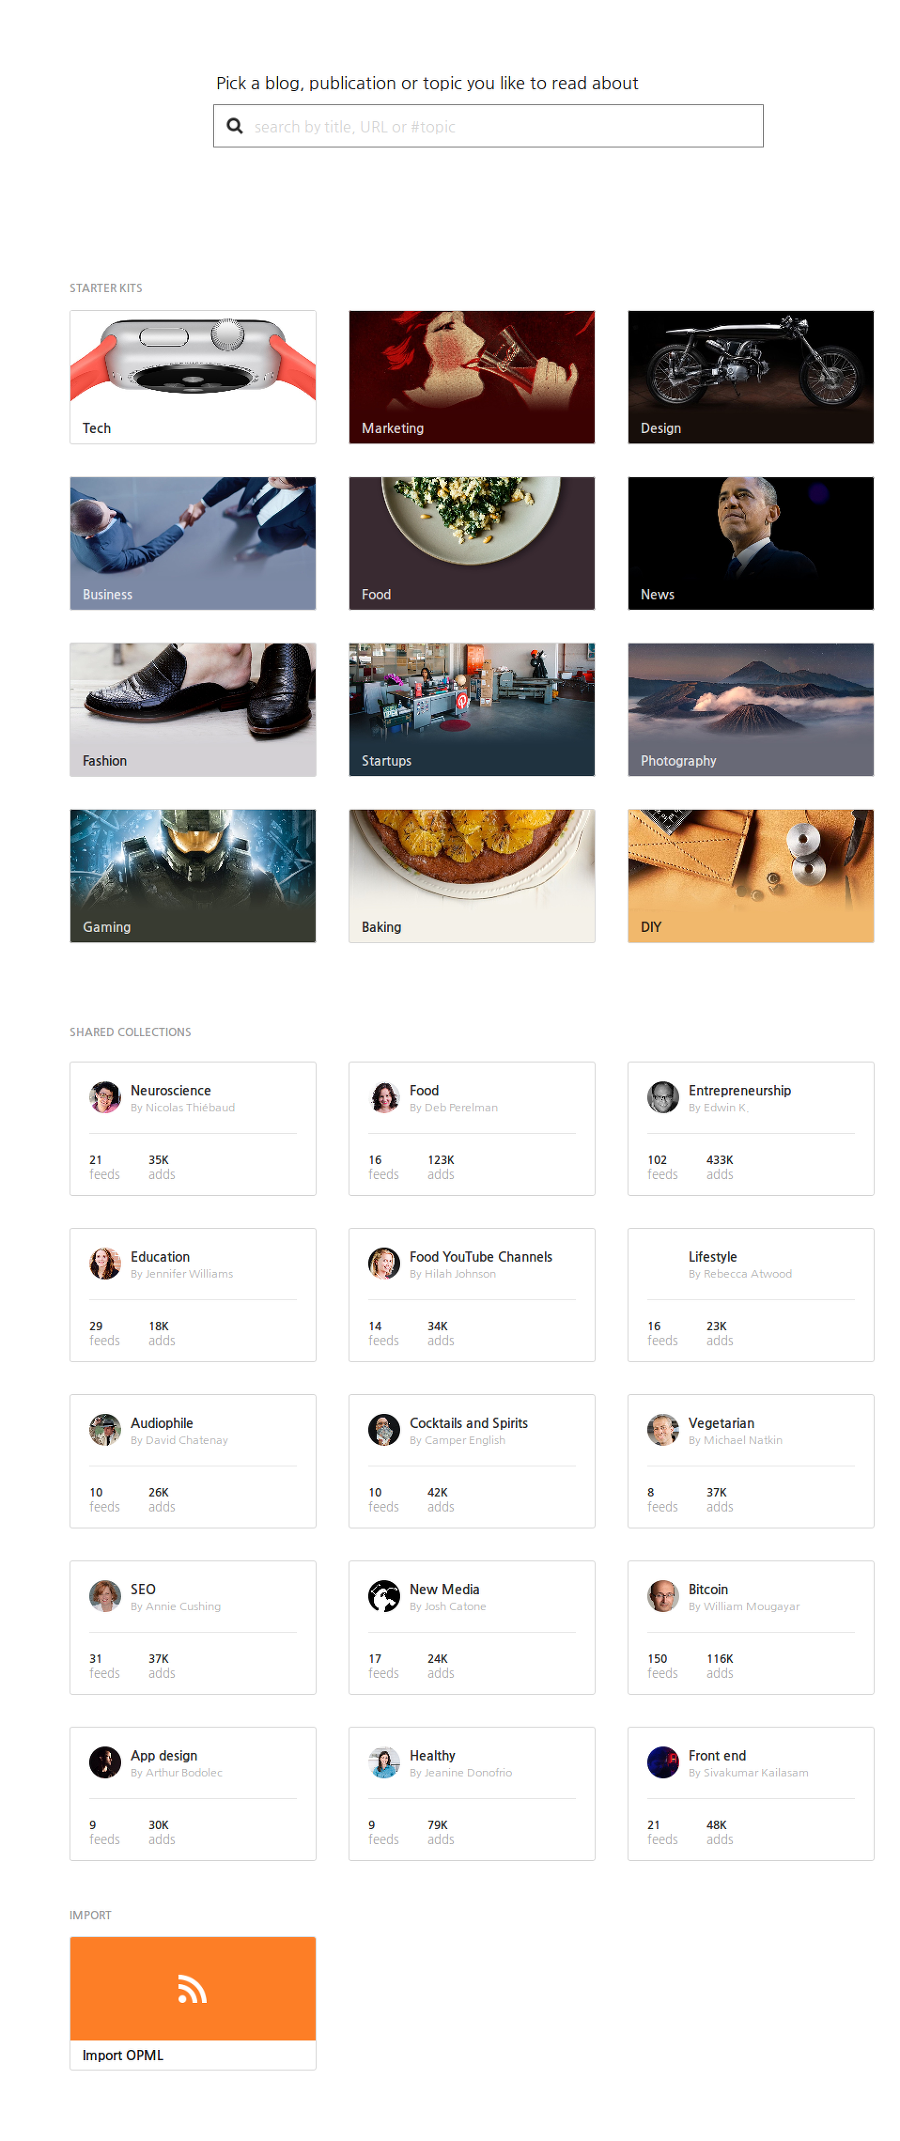 Pick a blog, publication or topic you like to read about
search by title, URL or #topic
STARTER KITS
Tech
Marketing
Design
Business
Food
News
Fashion
Startups
Photography
Gaming
Baking
DIY
SHARED COLLECTIONS
Neuroscience
By Nicolas Thiébaud
21 35K
feeds adds
Food
By Deb Perelman
16 123K
feeds adds
Entrepreneurship
By Edwin K.
102 433K
feeds adds
Education
By Jennifer Williams
29 18K
feeds adds
Food YouTube Channels
By Hilah Johnson
14 34K
feeds adds
Lifestyle
By Rebecca Atwood
16 23K
feeds adds
Audiophile
By David Chatenay
10 26K
feeds adds
Cocktails and Spirits
By Camper English
10 42K
feeds adds
Vegetarian
By Michael Natkin
8 37K
feeds adds
SEO
By Annie Cushing
31 37K
feeds adds
New Media
By Josh Catone
17 24K
feeds adds
Bitcoin
By William Mougayar
150 116K
feeds adds
App design
By Arthur Bodolec
9 30K
feeds adds
Healthy
By Jeanine Donofrio
9 79K
feeds adds
Front end
By Sivakumar Kailasam
21 48K
feeds adds
IMPORT
Import OPML